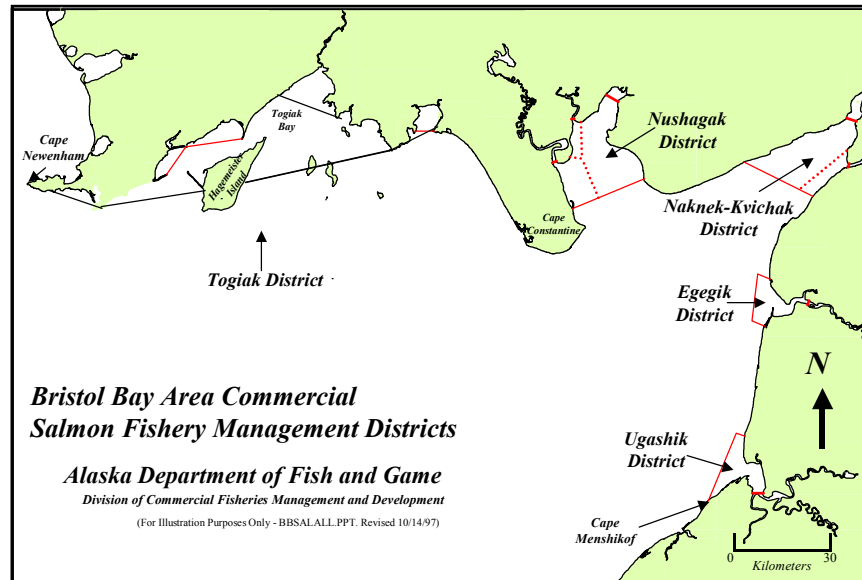 Cape
Newenham
Togiak
Bay
Hagemeister
Island
Togiak District
Cape
Constantine
Nushagak
District
Naknek-Kvichak
District
Egegik
District
N
Ugashik
District
Cape
Menshikof
0 30
Kilometers
Bristol Bay Area Commercial
Salmon Fishery Management Districts
Alaska Department of Fish and Game
Division of Commercial Fisheries Management and Development
(For Illustration Purposes Only - BBSALALL.PPT. Revised 10/14/97)